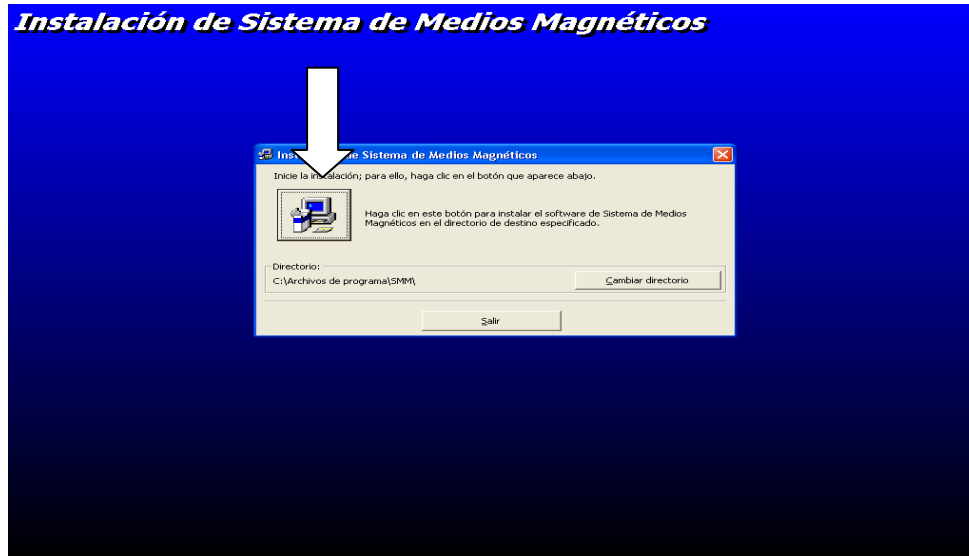 Instalación de Sistema de Medios Magnéticos
de Sistema de Medios Magnéticos
Inicie la instalación; para ello, haga clic en el botón que aparece abajo.
Haga clic en este botón para instalar el software de Sistema de Medios
Magnéticos en el directorio de destino especificado.
Directorio:
C:\Archivos de programa\SMM\
Cambiar directorio
Salir